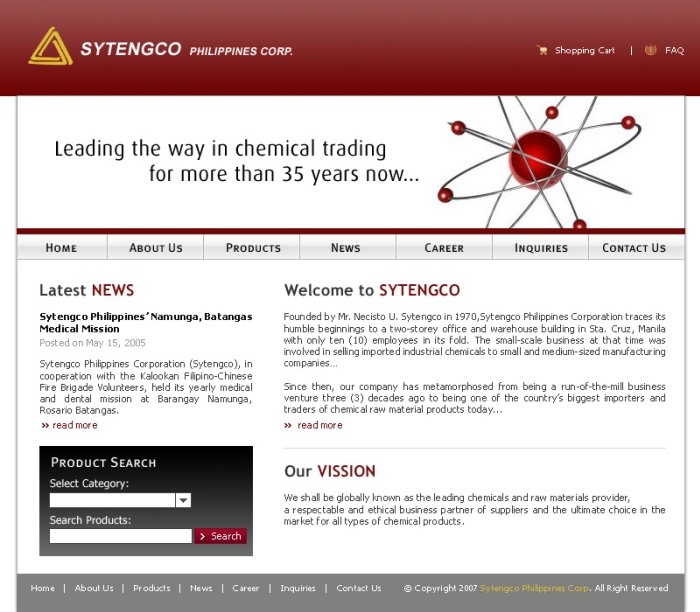 SYTENGCO PHILIPPINES CORP.
Shopping Cart | FAQ
Leading the way in chemical trading
for more than 35 years now...
HOME ABOUT US PRODUCTS NEWS CAREER INQUIRIES CONTACT US
Latest NEWS
Sytengco Philippines' Namunga, Batangas
Medical Mission
Posted on May 15, 2005
Sytengco Philippines Corporation (Sytengco), in
cooperation with the Kalookan Filipino-Chinese
Fire Brigade Volunteers, held its yearly medical
and dental mission at Barangay Namunga,
Rosario Batangas.
» read more
PRODUCT SEARCH
Select Category:
Search Products:
Search
Welcome to SYTENGCO
Founded by Mr. Necisto U. Sytengco in 1970,Sytengco Philippines Corporation traces its
humble beginnings to a two-storey office and warehouse building in Sta. Cruz, Manila
with only ten (10) employees in its fold. The small-scale business at that time was
involved in selling imported industrial chemicals to small and medium-sized manufacturing
companies...
Since then, our company has metamorphosed from being a run-of-the-mill business
venture three (3) decades ago to being one of the country's biggest importers and
traders of chemical raw material products today...
» read more
Our VISSION
We shall be globally known as the leading chemicals and raw materials provider,
a respectable and ethical business partner of suppliers and the ultimate choice in the
market for all types of chemical products.
Home | About Us | Products | News | Career | Inquiries | Contact Us © Copyright 2007 Sytengco Philippines Corp. All Right Reserved